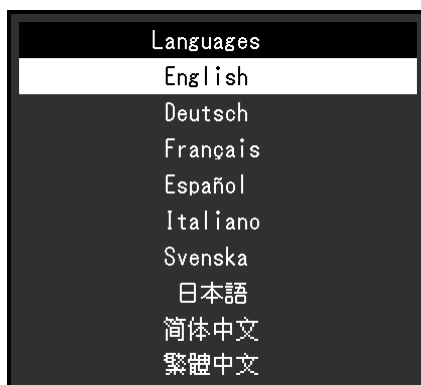 Languages
English
Deutsch
Français
Español
Italiano
Svenska
日本語
简体中文
繁體中文